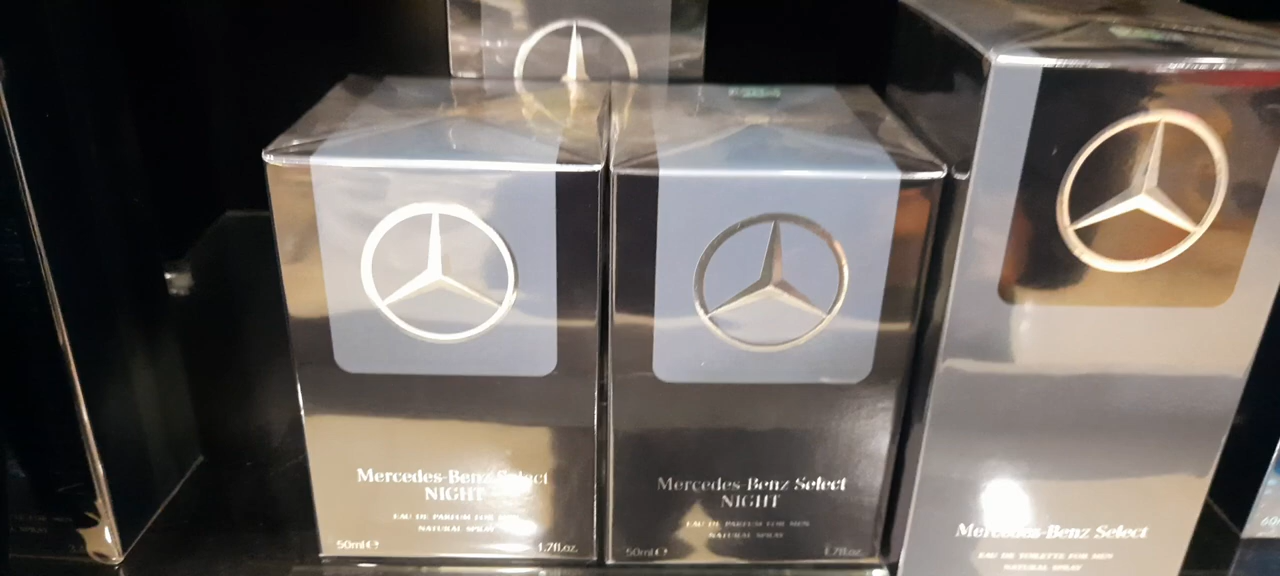 Mercedes-Benz Select
NIGHT
EAU DE PARFUM FOR MEN
NATURAL SPRAY
50ml e 1.7fl.oz.
Mercedes-Benz Select
NIGHT
EAU DE PARFUM FOR MEN
NATURAL SPRAY
50ml e 1.7fl.oz.
Mercedes-Benz Select
EAU DE TOILETTE FOR MEN
NATURAL SPRAY